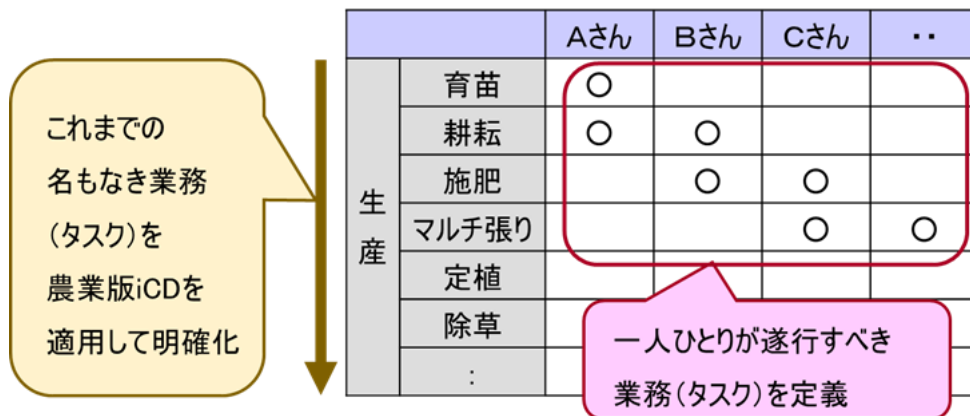 Aさん Bさん Cさん ‥
これまでの
名もなき業務
(タスク)を
農業版iCDを
適用して明確化
生産
育苗 ○
耕耘 ○ ○
施肥 ○ ○
マルチ張り ○ ○
定植
除草
:
一人ひとりが遂行すべき
業務(タスク)を定義